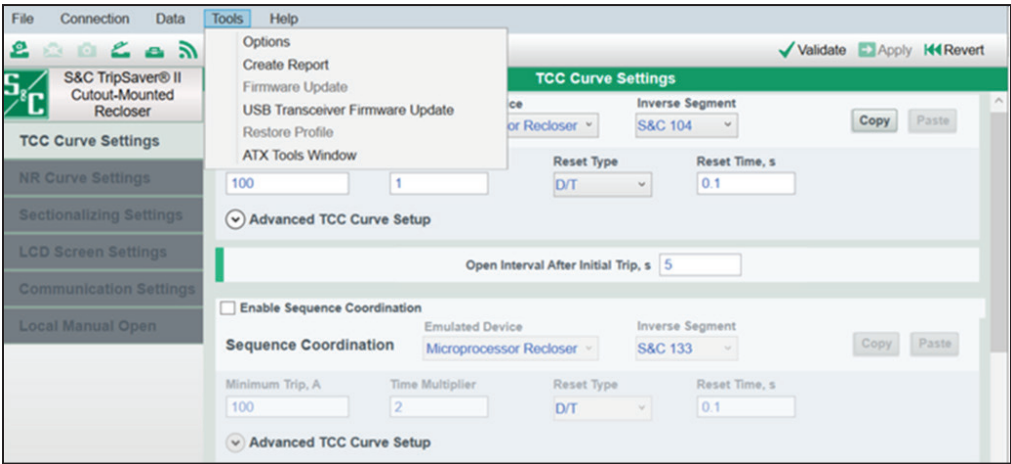 File Connection Data Tools Help
Options
Create Report
Firmware Update
USB Transceiver Firmware Update
Restore Profile
ATX Tools Window
Validate Apply Revert
S&C
S&C TripSaver® II
Cutout-Mounted
Recloser
TCC Curve Settings
NR Curve Settings
Sectionalizing Settings
LCD Screen Settings
Communication Settings
Local Manual Open
TCC Curve Settings
Inverse Segment
S&C 104
Copy Paste
Reset Type Reset Time, s
100 1 D/T 0.1
Advanced TCC Curve Setup
Open Interval After Initial Trip, s 5
Enable Sequence Coordination
Emulated Device Inverse Segment
Sequence Coordination Microprocessor Recloser S&C 133 Copy Paste
Minimum Trip, A Time Multiplier Reset Type Reset Time, s
100 2 D/T 0.1
Advanced TCC Curve Setup